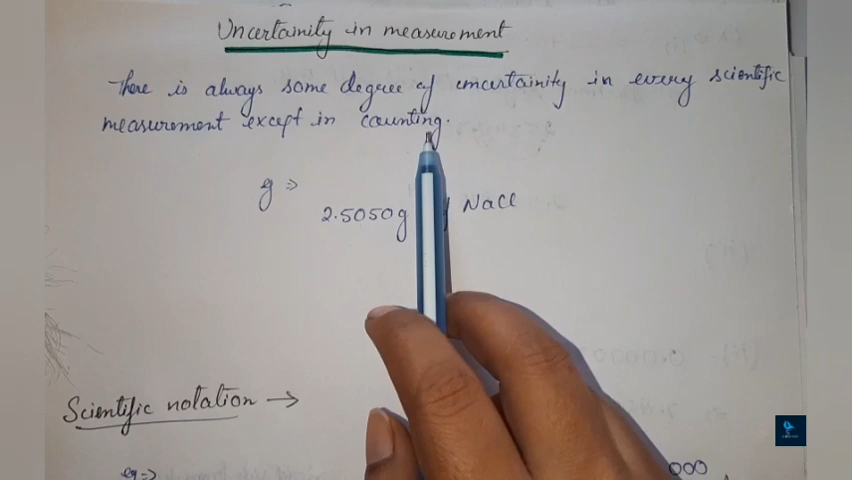 Uncertainity in measurement
There is always some degree of uncertainity in every scientific
measurement except in counting.
g ⇒
2.5050g NaCl
Scientific notation →
eg ⇒
000